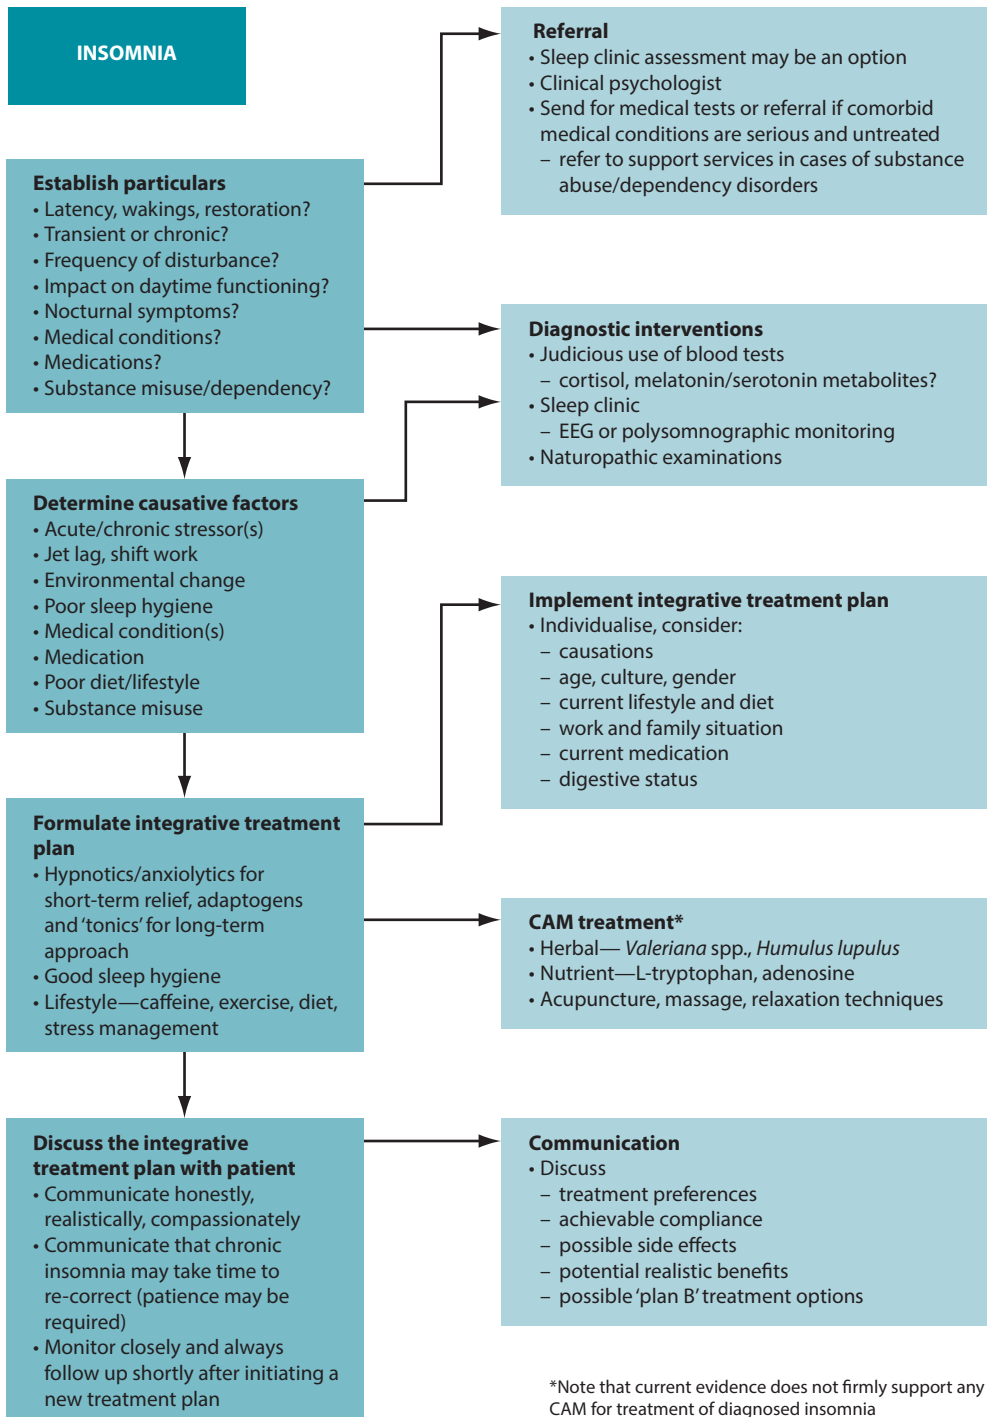 INSOMNIA
Establish particulars
• Latency, wakings, restoration?
• Transient or chronic?
• Frequency of disturbance?
• Impact on daytime functioning?
• Nocturnal symptoms?
• Medical conditions?
• Medications?
• Substance misuse/dependency?
Determine causative factors
• Acute/chronic stressor(s)
• Jet lag, shift work
• Environmental change
• Poor sleep hygiene
• Medical condition(s)
• Medication
• Poor diet/lifestyle
• Substance misuse
Formulate integrative treatment
plan
• Hypnotics/anxiolytics for
short-term relief, adaptogens
and ‘tonics’ for long-term
approach
• Good sleep hygiene
• Lifestyle—caffeine, exercise, diet,
stress management
Discuss the integrative
treatment plan with patient
• Communicate honestly,
realistically, compassionately
• Communicate that chronic
insomnia may take time to
re-correct (patience may be
required)
• Monitor closely and always
follow up shortly after initiating a
new treatment plan
Referral
• Sleep clinic assessment may be an option
• Clinical psychologist
• Send for medical tests or referral if comorbid
medical conditions are serious and untreated
– refer to support services in cases of substance
abuse/dependency disorders
Diagnostic interventions
• Judicious use of blood tests
– cortisol, melatonin/serotonin metabolites?
• Sleep clinic
– EEG or polysomnographic monitoring
• Naturopathic examinations
Implement integrative treatment plan
• Individualise, consider:
– causations
– age, culture, gender
– current lifestyle and diet
– work and family situation
– current medication
– digestive status
CAM treatment*
• Herbal— Valeriana spp., Humulus lupulus
• Nutrient—L-tryptophan, adenosine
• Acupuncture, massage, relaxation techniques
Communication
• Discuss
– treatment preferences
– achievable compliance
– possible side effects
– potential realistic benefits
– possible ‘plan B’ treatment options
*Note that current evidence does not firmly support any
CAM for treatment of diagnosed insomnia